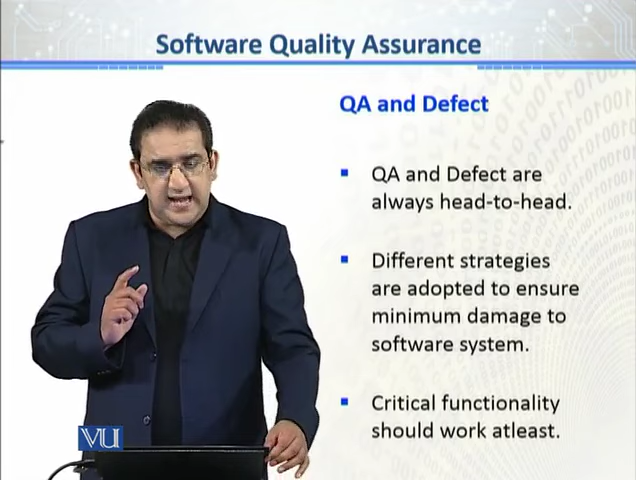 Software Quality Assurance
QA and Defect
QA and Defect are
always head-to-head.
Different strategies
are adopted to ensure
minimum damage to
software system.
Critical functionality
should work atleast.
VU